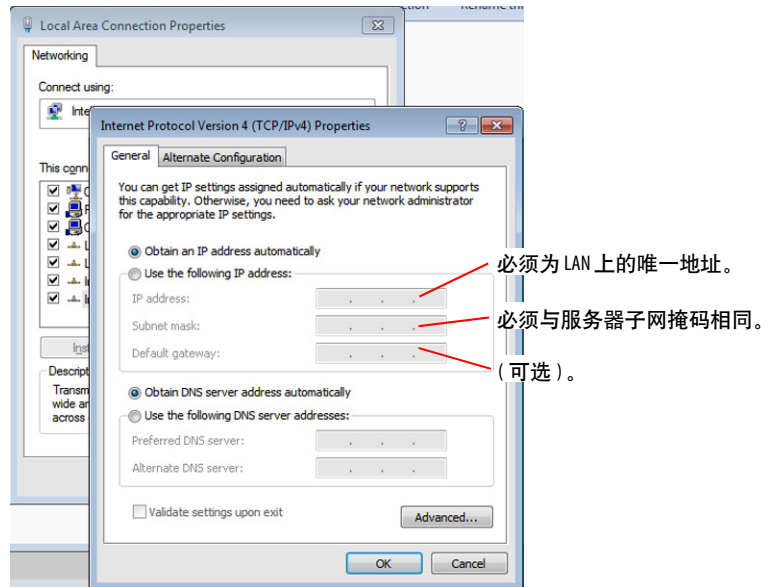 Local Area Connection Properties
Networking
Connect using:
Internet Protocol Version 4 (TCP/IPv4) Properties
General
Alternate Configuration
You can get IP settings assigned automatically if your network supports
this capability. Otherwise, you need to ask your network administrator
for the appropriate IP settings.
Obtain an IP address automatically
Use the following IP address:
IP address:
必须为 LAN 上的唯一地址。
Subnet mask:
必须与服务器子网掩码相同。
Default gateway:
(可选)。
Obtain DNS server address automatically
Use the following DNS server addresses:
Preferred DNS server:
Alternate DNS server:
Validate settings upon exit
Advanced...
OK
Cancel
This conn
Inst
Descript
Transm
wide ar
across